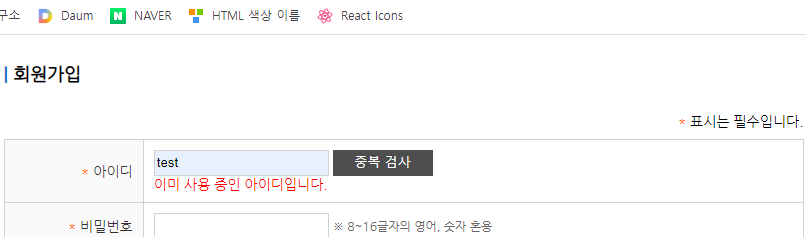 구소 Daum NAVER HTML 색상 이름 React Icons
회원가입
* 표시는 필수입니다.
* 아이디 test 중복 검사
이미 사용 중인 아이디입니다.
* 비밀번호 ※ 8~16글자의 영어, 숫자 혼용